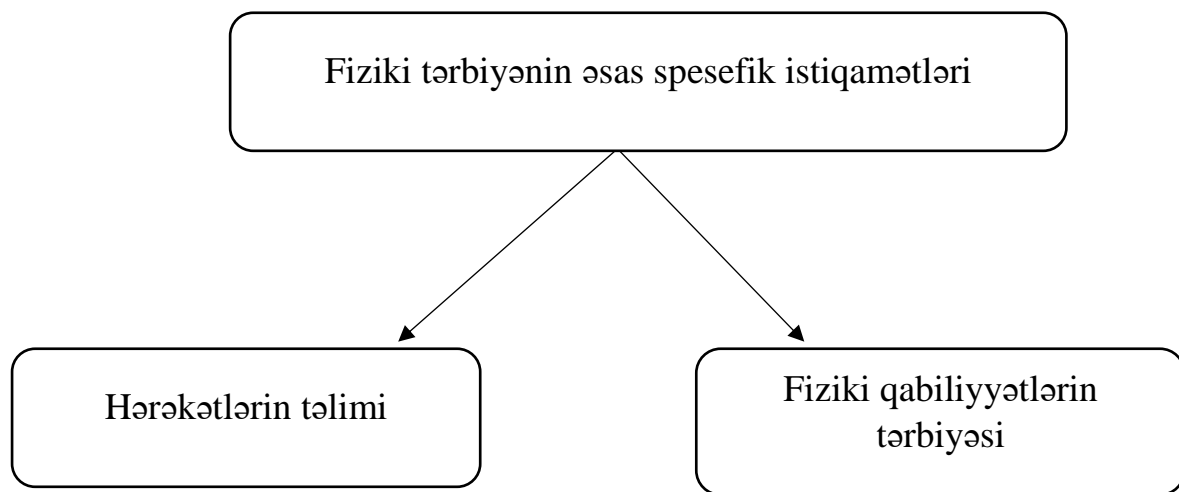 Fiziki tərbiyənin əsas spesefik istiqamətləri
Hərəkətlərin təlimi
Fiziki qabiliyyətlərin
tərbiyəsi